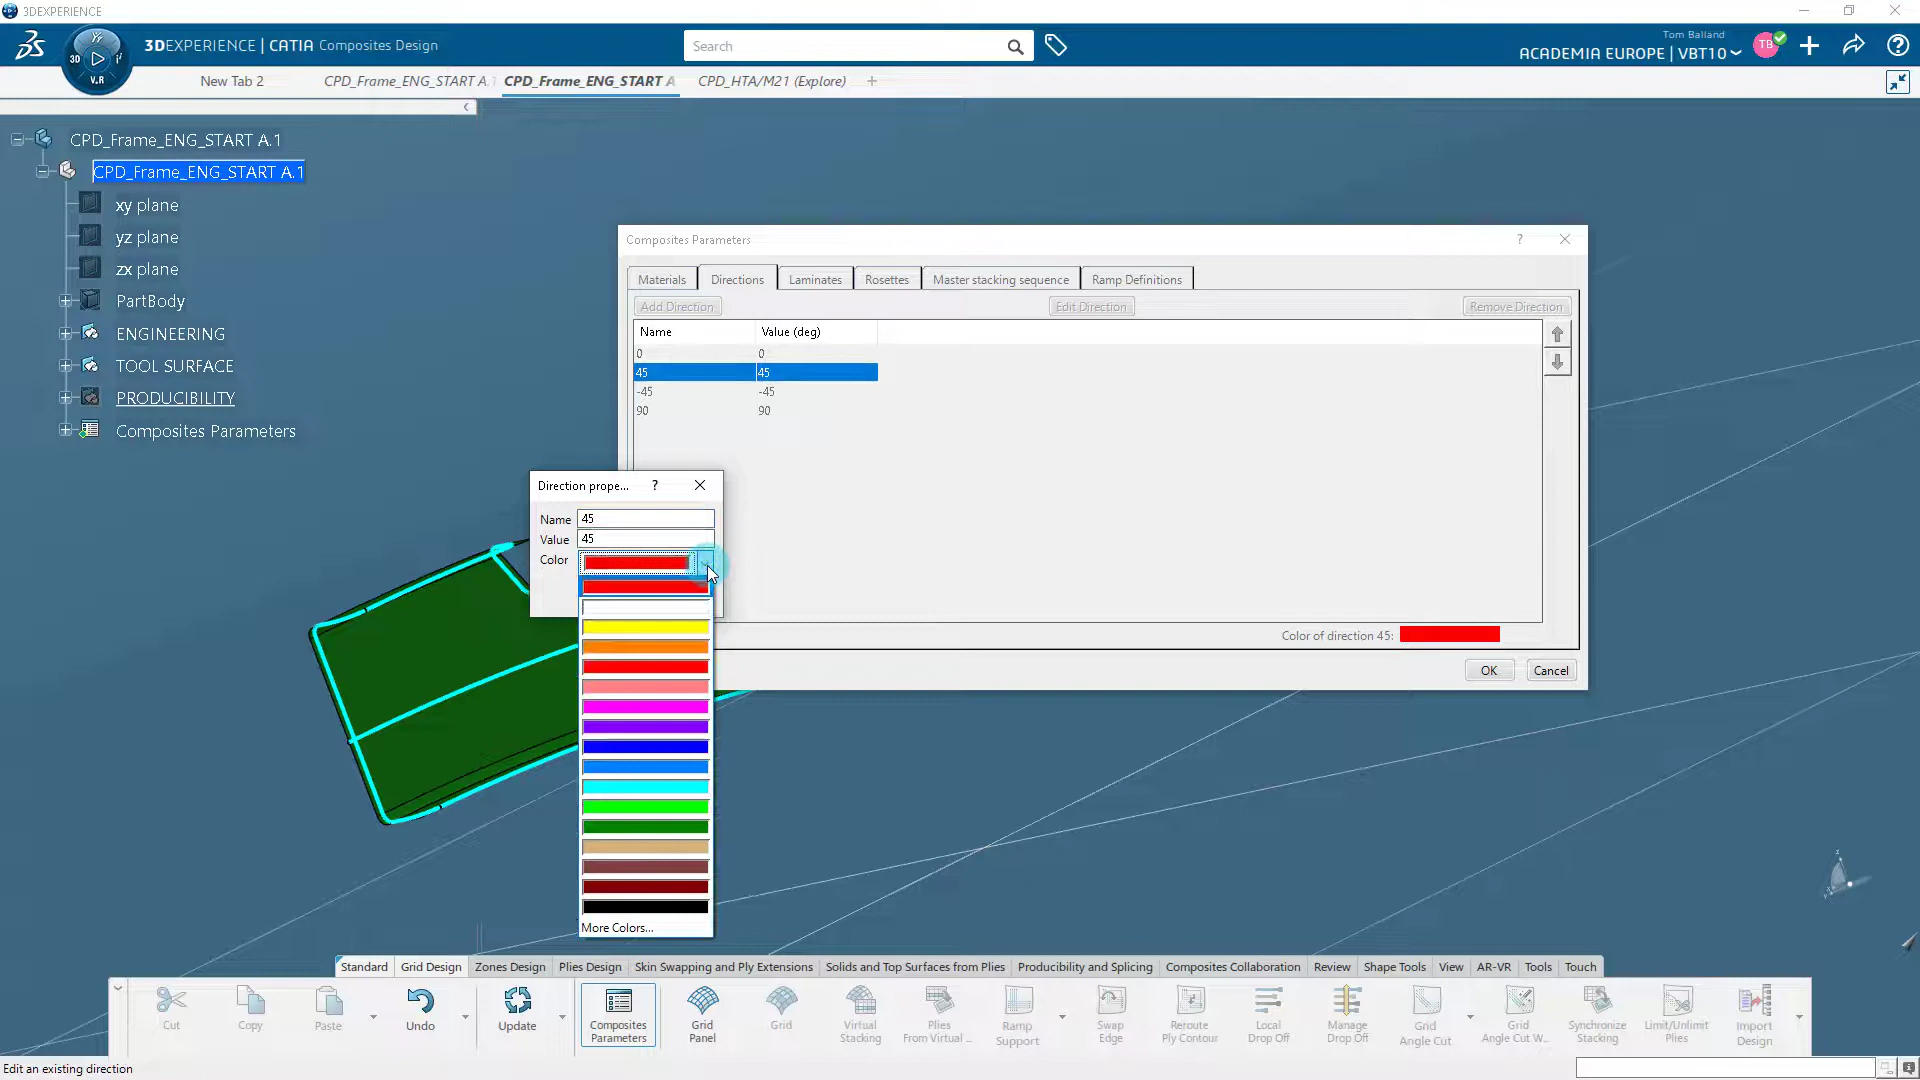 3DEXPERIENCE
3DEXPERIENCE | CATIA Composites Design
Search
Tom Balland
ACADEMIA EUROPE | VBT10
TB
3D
V.R
New Tab 2
CPD_Frame_ENG_START A.1
CPD_Frame_ENG_START A
CPD_HTA/M21 (Explore)
CPD_Frame_ENG_START A.1
CPD_Frame_ENG_START A.1
xy plane
yz plane
zx plane
PartBody
ENGINEERING
TOOL SURFACE
PRODUCIBILITY
Composites Parameters
Composites Parameters
Materials
Directions
Laminates
Rosettes
Master stacking sequence
Ramp Definitions
Add Direction
Edit Direction
Remove Direction
Name Value (deg)
0 0
45 45
-45 -45
90 90
Color of direction 45:
OK
Cancel
Direction prope...
Name 45
Value 45
Color
More Colors...
Standard
Grid Design
Zones Design
Plies Design
Skin Swapping and Ply Extensions
Solids and Top Surfaces from Plies
Producibility and Splicing
Composites Collaboration
Review
Shape Tools
View
AR-VR
Tools
Touch
Cut
Copy
Paste
Undo
Update
Composites Parameters
Grid Panel
Grid
Virtual Stacking
Plies From Virtual ...
Ramp Support
Swap Edge
Reroute Ply Contour
Local Drop Off
Manage Drop Off
Grid Angle Cut
Grid Angle Cut W...
Synchronize Stacking
Limit/Unlimit Plies
Import Design
Edit an existing direction